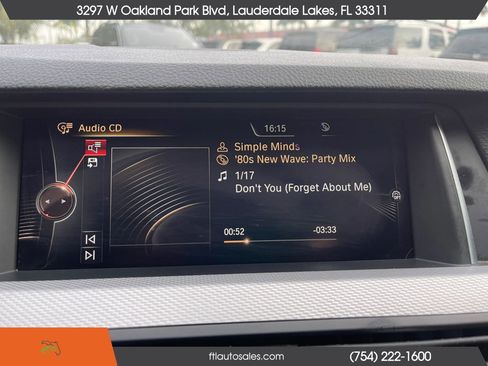 3297 W Oakland Park Blvd, Lauderdale Lakes, FL 33311
Audio CD
16:15
Simple Minds
'80s New Wave: Party Mix
1/17
Don't You (Forget About Me)
00:52
-03:33
ftlautosales.com
(754) 222-1600